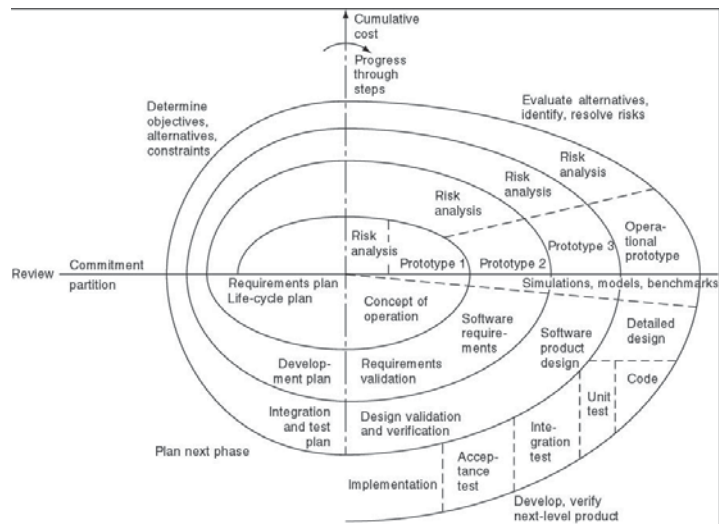 Cumulative
cost
Progress
through
steps
Determine
objectives,
alternatives,
constraints
Evaluate alternatives,
identify, resolve risks
Risk
analysis
Risk
analysis
Risk
analysis
Risk
analysis
Opera-
tional
prototype
Prototype 3
Prototype 2
Prototype 1
Review
Commitment
partition
Requirements plan
Life-cycle plan
Simulations, models, benchmarks
Concept of
operation
Software
require-
ments
Software
product
design
Detailed
design
Develop-
ment plan
Requirements
validation
Code
Unit
test
Integration
and test
plan
Design validation
and verification
Inte-
gration
test
Plan next phase
Accep-
tance
test
Implementation
Develop, verify
next-level product